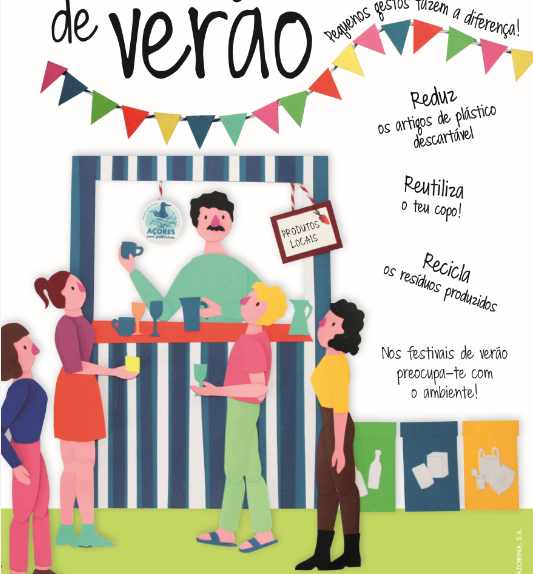 de verão
Pequenos gestos fazem a diferença!
Reduz
os artigos de plástico
descartável
Reutiliza
o teu copo!
Recicla
os resíduos produzidos
Nos festivais de verão
preocupa-te com
o ambiente!
AÇORES
PRODUTOS
LOCAIS
AZORINA, S.A.